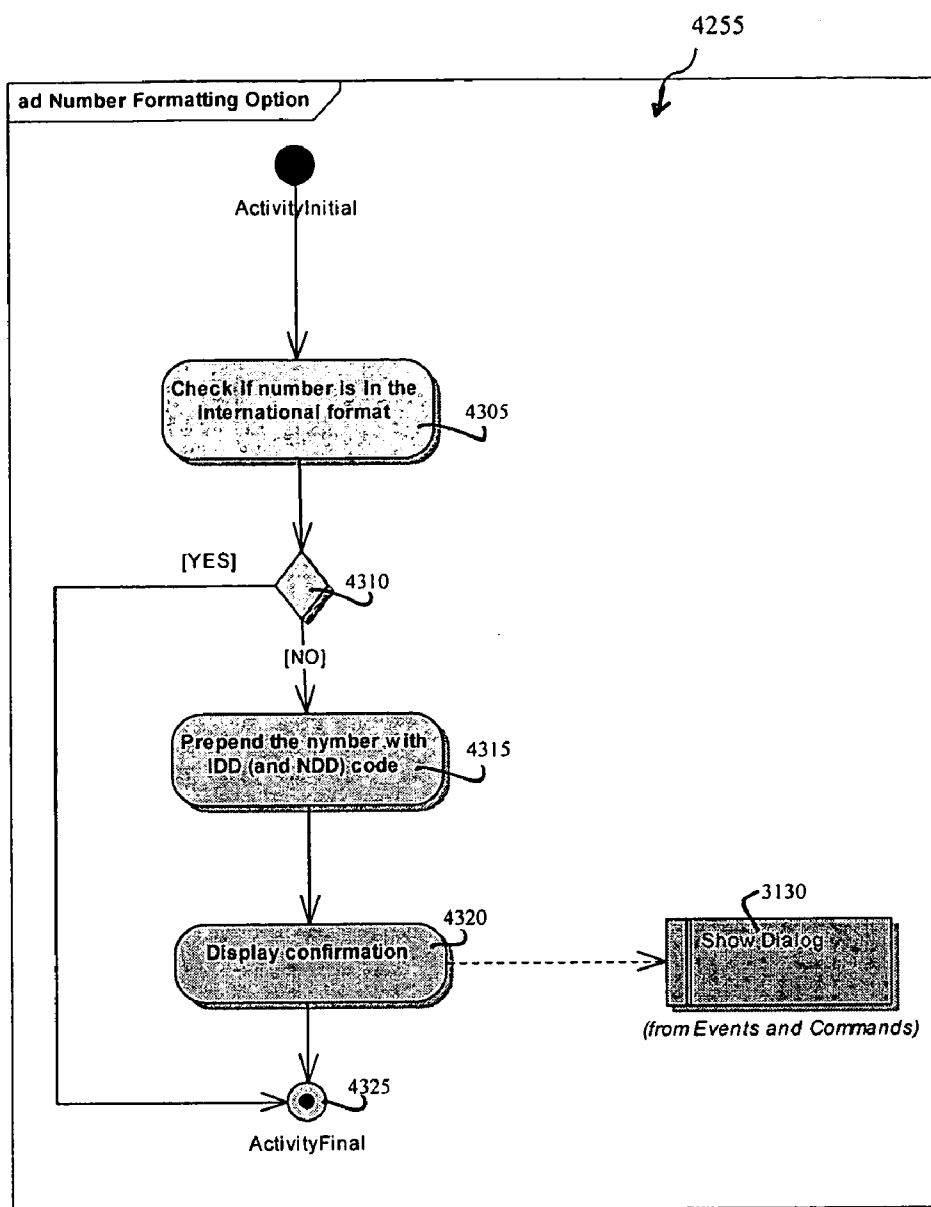 4255
ad Number Formatting Option
ActivityInitial
Check if number is in the
international format
4305
[YES]
4310
[NO]
Prepend the nymber with
IDD (and NDD) code
4315
Display confirmation
4320
3130
Show Dialog
(from Events and Commands)
4325
ActivityFinal